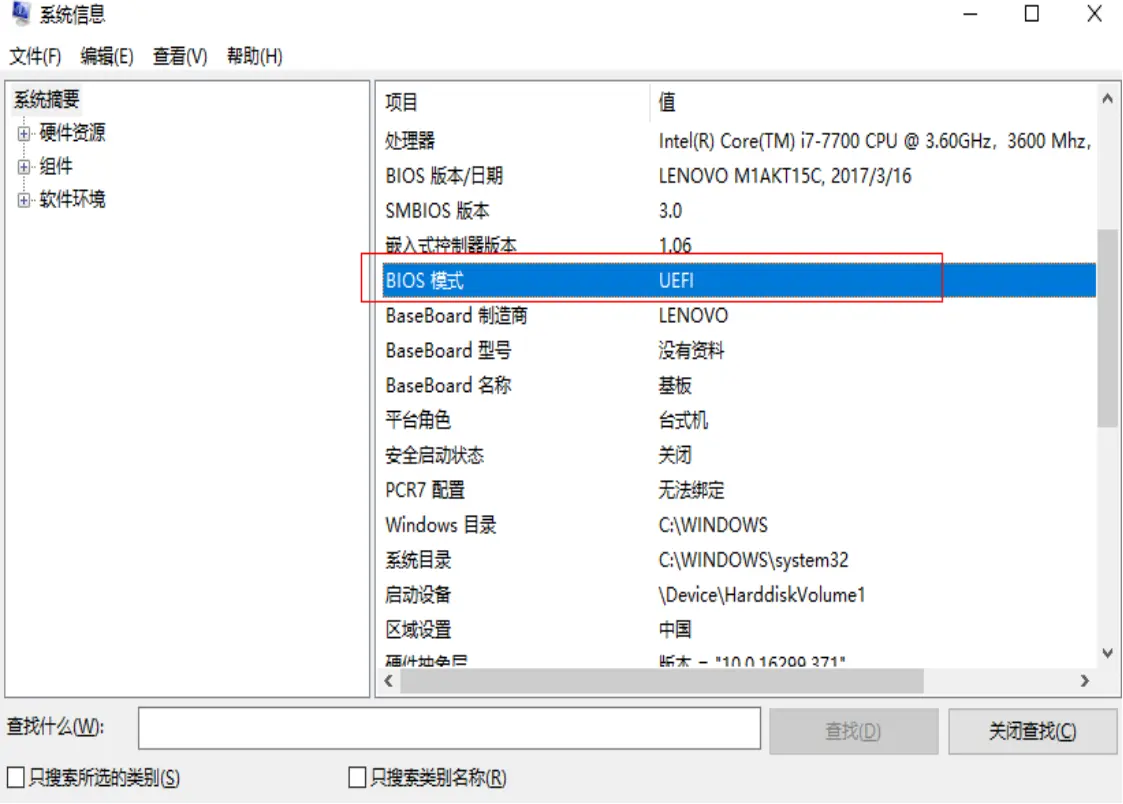 系统信息
文件(F) 编辑(E) 查看(V) 帮助(H)
系统摘要
硬件资源
组件
软件环境
项目 值
处理器 Intel(R) Core(TM) i7-7700 CPU @ 3.60GHz, 3600 Mhz,
BIOS 版本/日期 LENOVO M1AKT15C, 2017/3/16
SMBIOS 版本 3.0
嵌入式控制器版本 1.06
BIOS 模式 UEFI
BaseBoard 制造商 LENOVO
BaseBoard 型号 没有资料
BaseBoard 名称 基板
平台角色 台式机
安全启动状态 关闭
PCR7 配置 无法绑定
Windows 目录 C:\WINDOWS
系统目录 C:\WINDOWS\system32
启动设备 \Device\HarddiskVolume1
区域设置 中国
硬件抽象层 版本 = "10.0.16299.371"
查找什么(W): 查找(D) 关闭查找(C)
只搜索所选的类别(S) 只搜索类别名称(R)